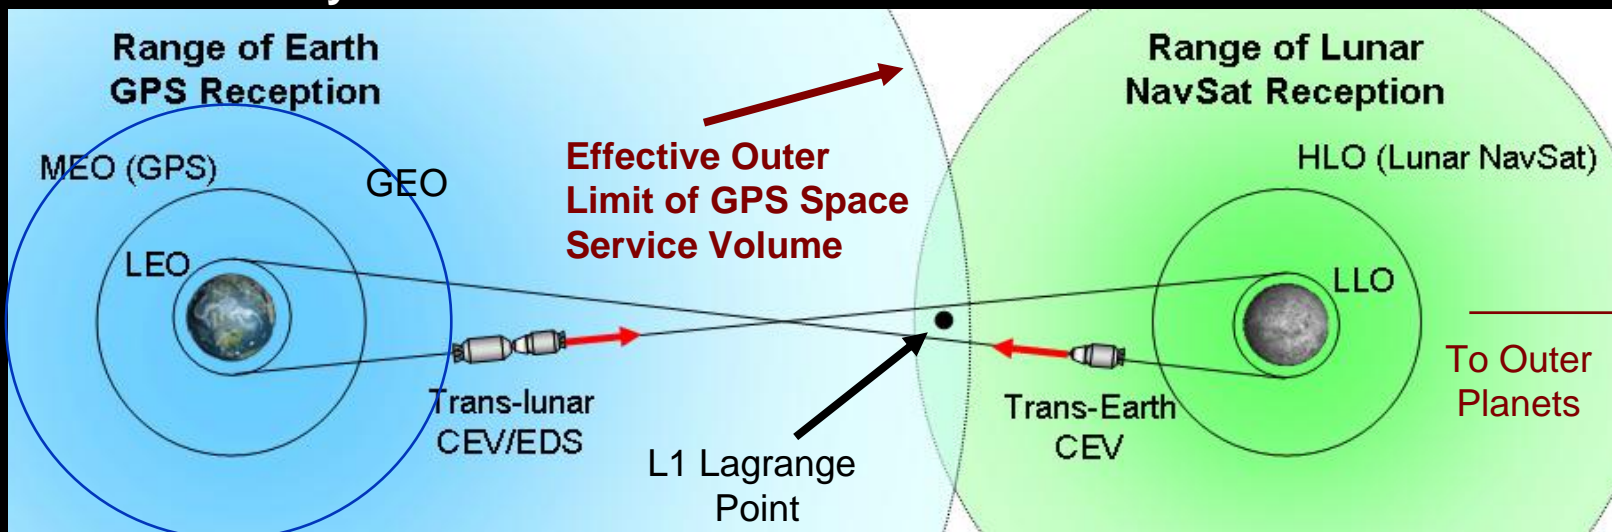 Range of Earth
GPS Reception
MEO (GPS)
GEO
LEO
Effective Outer
Limit of GPS Space
Service Volume
Trans-lunar
CEV/EDS
L1 Lagrange
Point
Range of Lunar
NavSat Reception
HLO (Lunar NavSat)
LLO
Trans-Earth
CEV
To Outer
Planets